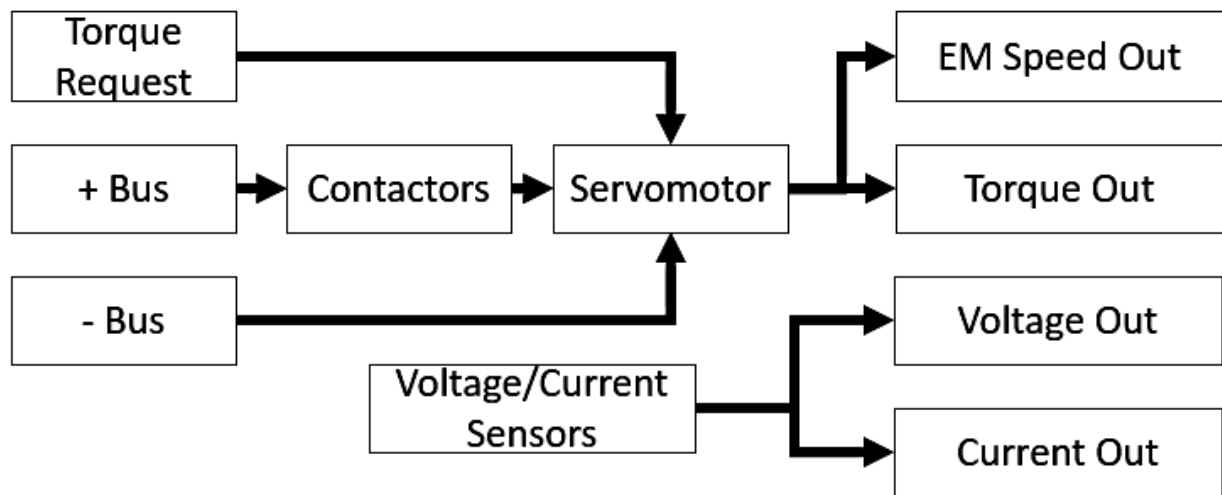 Torque
Request
EM Speed Out
+ Bus
Contactors
Servomotor
Torque Out
- Bus
Voltage Out
Voltage/Current
Sensors
Current Out